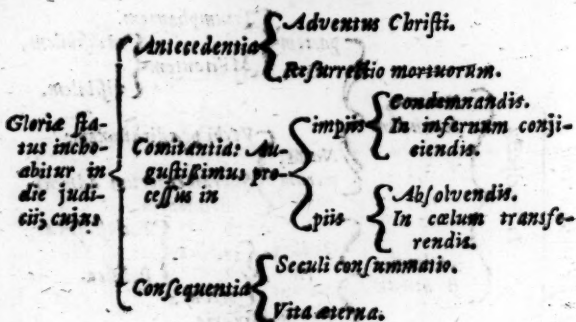 Gloriæ ſta-
tus incho-
abitur in
die judi-
cii; cujus
Antecedentia
Adventus Chriſti.
Reſurrectio mortuorum.
Comitantia: Au-
guſtiſsimus pro-
ceſſus in
impiis
Condemnandis.
In infernum conji-
ciendis.
piis
Abſolvendis.
In cœlum transfe-
rendis.
Conſequentia
Seculi conſummatio.
Vita æterna.